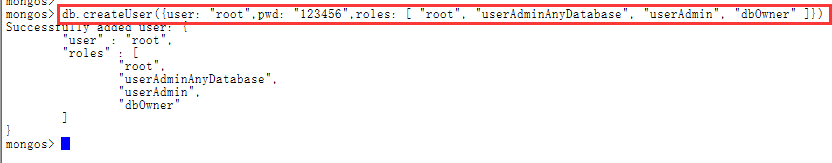 mongos>
mongos> db.createUser({user: "root",pwd: "123456",roles: [ "root", "userAdminAnyDatabase", "userAdmin", "dbOwner" ]})
Successfully added user: {
        "user" : "root",
        "roles" : [
                "root",
                "userAdminAnyDatabase",
                "userAdmin",
                "dbOwner"
        ]
}
mongos>